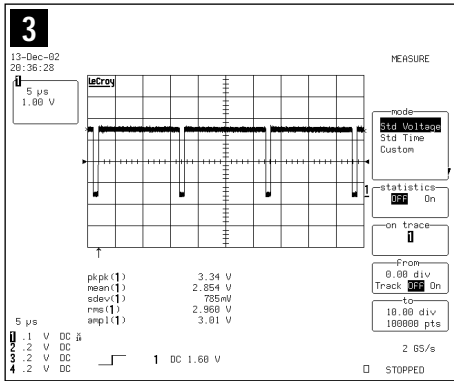 3
13-Dec-02
20:36:28
1
5 µs
1.00 V
LeCroy
MEASURE
mode
Std Voltage
Std Time
Custom
1
statistics
OFF On
on trace
1
from
0.00 div
Track OFF On
to
10.00 div
100000 pts
pkpk(1) 3.34 V
mean(1) 2.854 V
sdev(1) 785mV
rms(1) 2.960 V
ampl(1) 3.01 V
5 µs
1 .1 V DC X10
2 .2 V DC
3 .2 V DC
4 .2 V DC
1 DC 1.60 V
2 GS/s
STOPPED